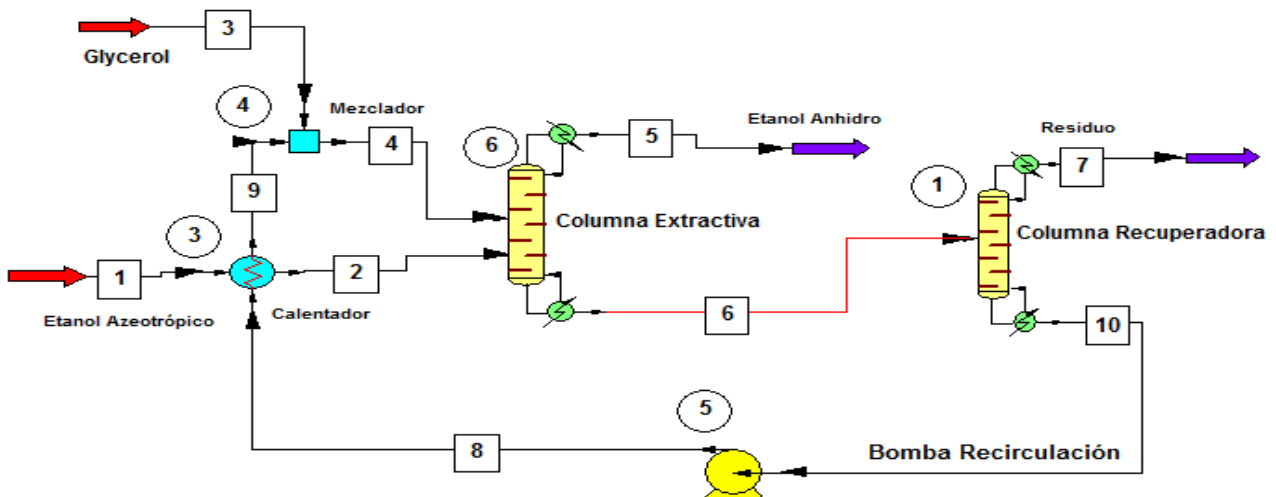 3
Glycerol
4
Mezclador
4
6
5
Etanol Anhidro
Residuo
7
1
9
3
Columna Extractiva
Columna Recuperadora
1
2
Etanol Azeotrópico
Calentador
6
10
5
8
Bomba Recirculación